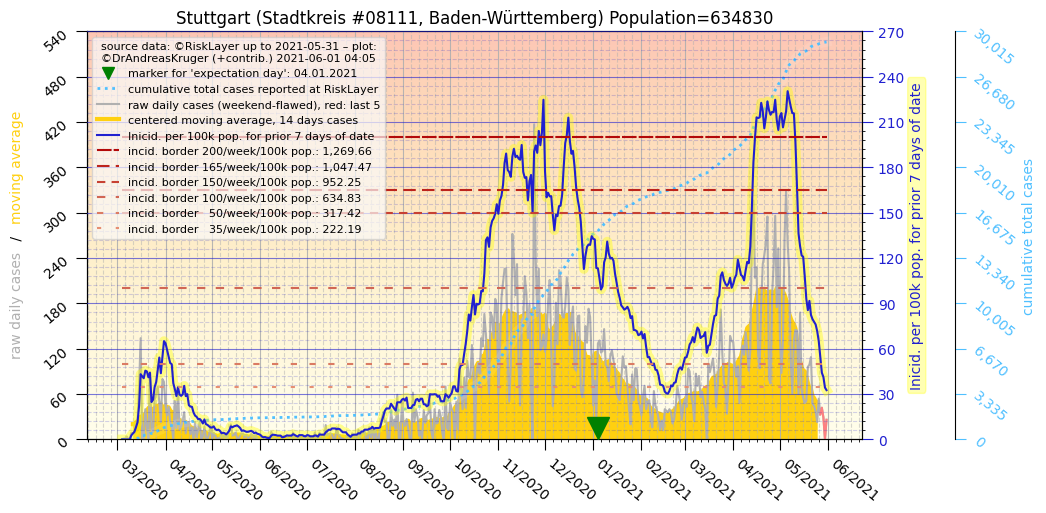 Stuttgart (Stadtkreis #08111, Baden-Württemberg) Population=634830
source data: ©RiskLayer up to 2021-05-31 – plot:
©DrAndreasKruger (+contrib.) 2021-06-01 04:05
marker for 'expectation day': 04.01.2021
cumulative total cases reported at RiskLayer
raw daily cases (weekend-flawed), red: last 5
centered moving average, 14 days cases
Inicid. per 100k pop. for prior 7 days of date
incid. border 200/week/100k pop.: 1,269.66
incid. border 165/week/100k pop.: 1,047.47
incid. border 150/week/100k pop.: 952.25
incid. border 100/week/100k pop.: 634.83
incid. border 50/week/100k pop.: 317.42
incid. border 35/week/100k pop.: 222.19
raw daily cases / moving average
540
480
420
360
300
240
180
120
60
0
03/2020
04/2020
05/2020
06/2020
07/2020
08/2020
09/2020
10/2020
11/2020
12/2020
01/2021
02/2021
03/2021
04/2021
05/2021
06/2021
270
240
210
180
150
120
90
60
30
0
Inicid. per 100k pop. for prior 7 days of date
30,015
26,680
23,345
20,010
16,675
13,340
10,005
6,670
3,335
0
cumulative total cases